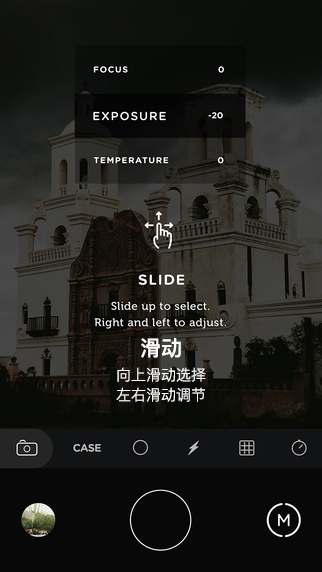 FOCUS 0
EXPOSURE -20
TEMPERATURE 0
SLIDE
Slide up to select.
Right and left to adjust.
滑动
向上滑动选择
左右滑动调节
CASE
M